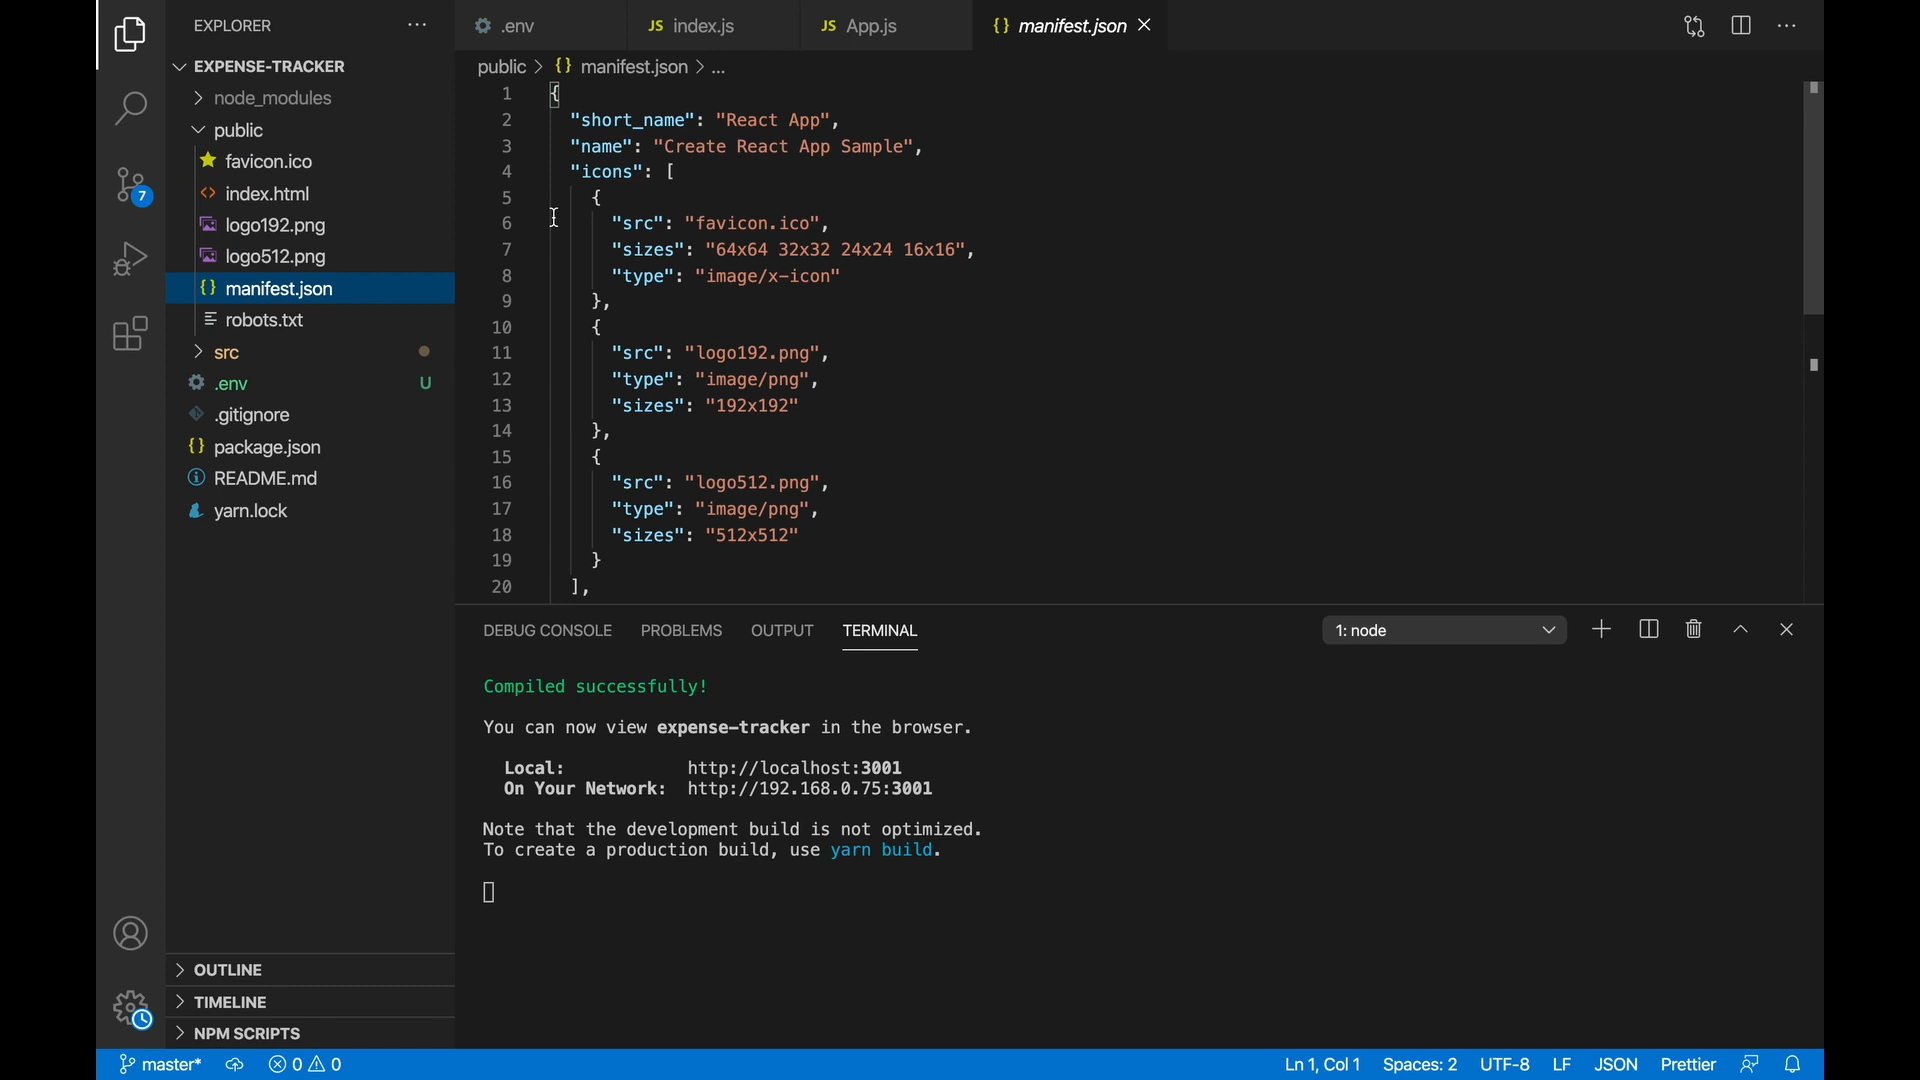 EXPLORER
EXPENSE-TRACKER
node_modules
public
favicon.ico
index.html
logo192.png
logo512.png
{} manifest.json
robots.txt
src
.env U
.gitignore
{} package.json
README.md
yarn.lock
OUTLINE
TIMELINE
NPM SCRIPTS
7
.env
JS index.js
JS App.js
{} manifest.json
public > {} manifest.json > ...
1 {
2 "short_name": "React App",
3 "name": "Create React App Sample",
4 "icons": [
5 {
6 "src": "favicon.ico",
7 "sizes": "64x64 32x32 24x24 16x16",
8 "type": "image/x-icon"
9 },
10 {
11 "src": "logo192.png",
12 "type": "image/png",
13 "sizes": "192x192"
14 },
15 {
16 "src": "logo512.png",
17 "type": "image/png",
18 "sizes": "512x512"
19 }
20 ],
DEBUG CONSOLE PROBLEMS OUTPUT TERMINAL
1: node
Compiled successfully!
You can now view expense-tracker in the browser.
Local: http://localhost:3001
On Your Network: http://192.168.0.75:3001
Note that the development build is not optimized.
To create a production build, use yarn build.
master* 0 0
Ln 1, Col 1 Spaces: 2 UTF-8 LF JSON Prettier